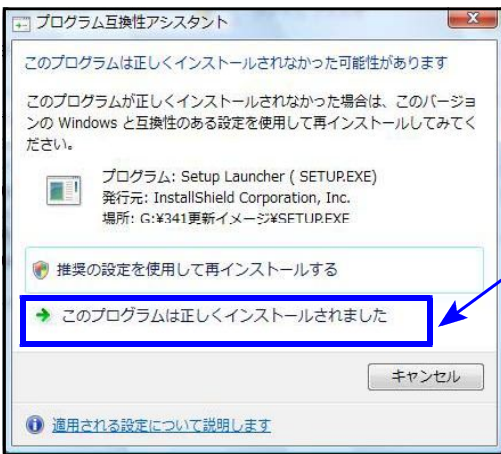 プログラム互換性アシスタント
このプログラムは正しくインストールされなかった可能性があります
このプログラムが正しくインストールされなかった場合は、このバージョ
ンの Windows と互換性のある設定を使用して再インストールしてみてく
ださい。
プログラム: Setup Launcher ( SETUP.EXE)
発行元: InstallShield Corporation, Inc.
場所: G:¥341更新イメージ¥SETUP.EXE
推奨の設定を使用して再インストールする
このプログラムは正しくインストールされました
キャンセル
適用される設定について説明します